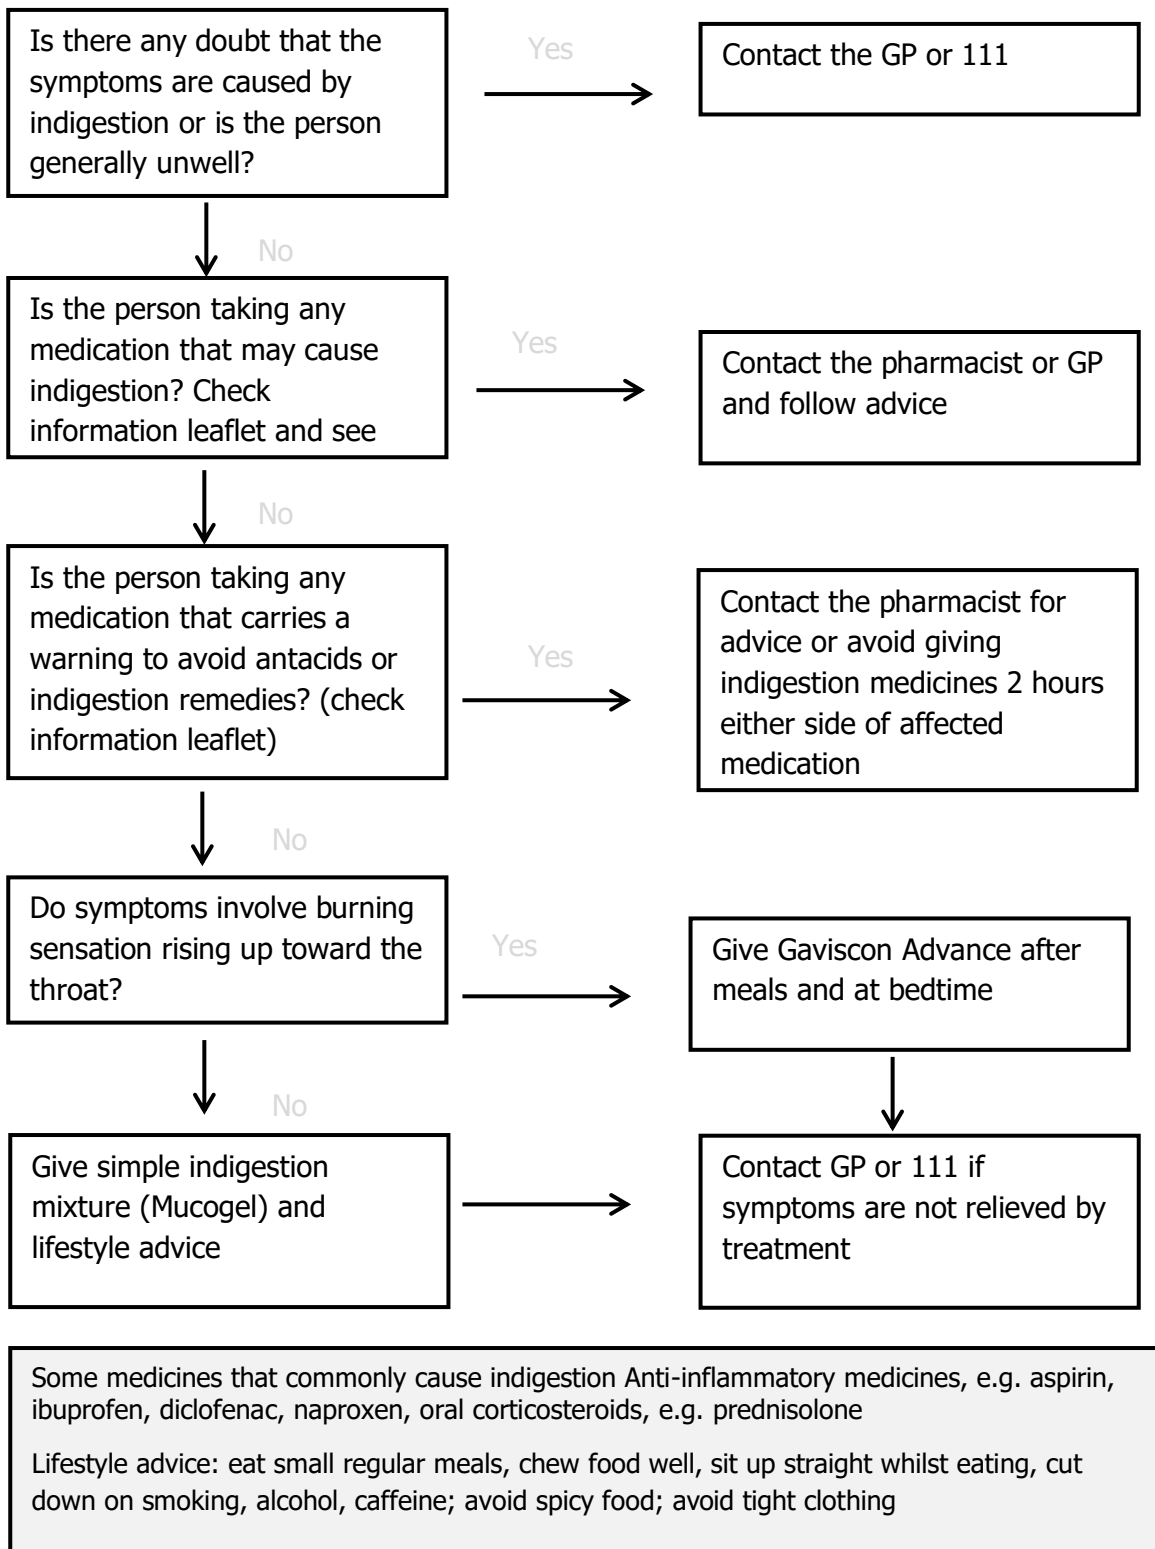 Is there any doubt that the
symptoms are caused by
indigestion or is the person
generally unwell?
Yes
Contact the GP or 111
No
Is the person taking any
medication that may cause
indigestion? Check
information leaflet and see
Yes
Contact the pharmacist or GP
and follow advice
No
Is the person taking any
medication that carries a
warning to avoid antacids or
indigestion remedies? (check
information leaflet)
Yes
Contact the pharmacist for
advice or avoid giving
indigestion medicines 2 hours
either side of affected
medication
No
Do symptoms involve burning
sensation rising up toward the
throat?
Yes
Give Gaviscon Advance after
meals and at bedtime
No
Give simple indigestion
mixture (Mucogel) and
lifestyle advice
Contact GP or 111 if
symptoms are not relieved by
treatment
Some medicines that commonly cause indigestion Anti-inflammatory medicines, e.g. aspirin,
ibuprofen, diclofenac, naproxen, oral corticosteroids, e.g. prednisolone
Lifestyle advice: eat small regular meals, chew food well, sit up straight whilst eating, cut
down on smoking, alcohol, caffeine; avoid spicy food; avoid tight clothing